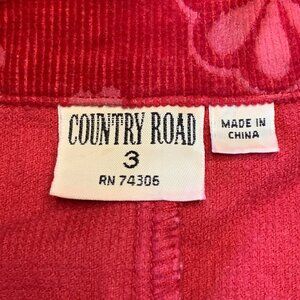 COUNTRY ROAD
3
RN 74306
MADE IN
CHINA